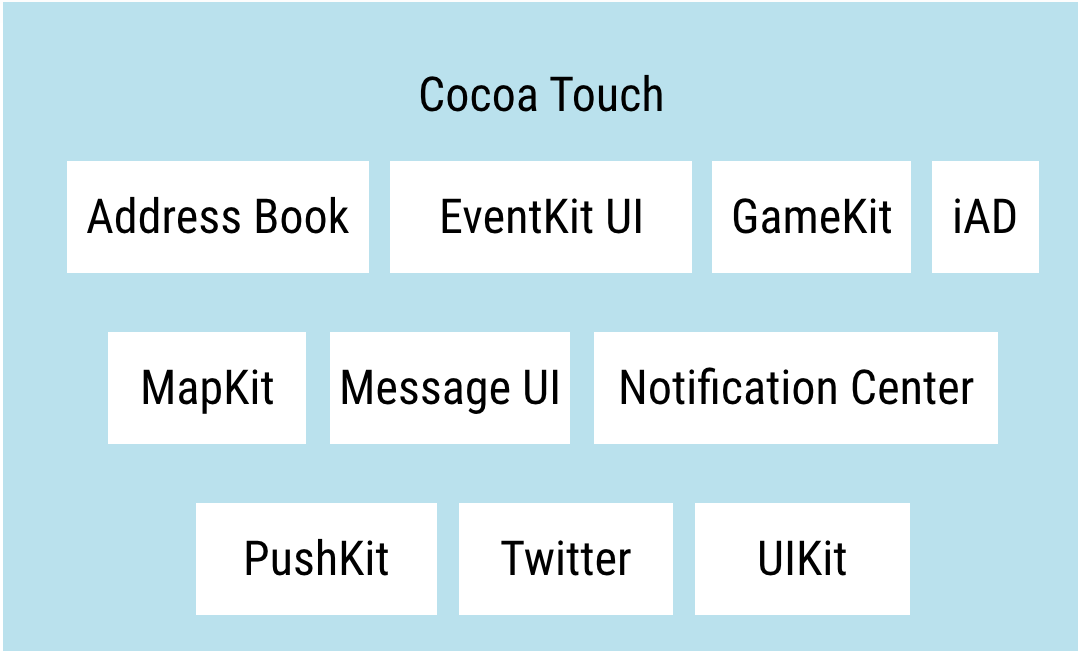 Cocoa Touch
Address Book EventKit UI GameKit iAD
MapKit Message UI Notification Center
PushKit Twitter UIKit